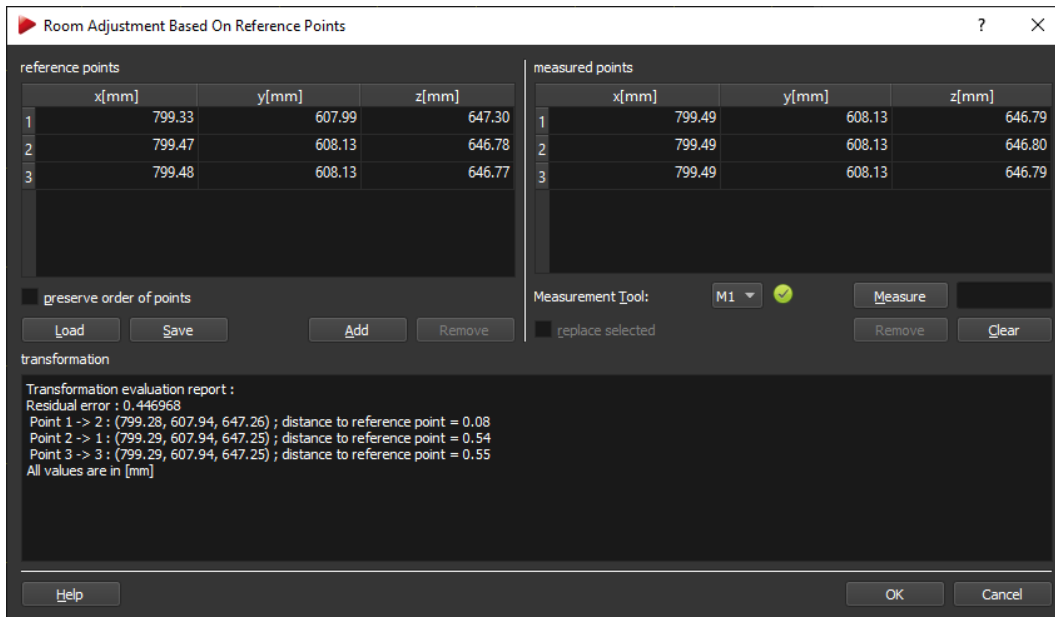 Room Adjustment Based On Reference Points ?
reference points
x[mm] y[mm] z[mm]
1 799.33 607.99 647.30
2 799.47 608.13 646.78
3 799.48 608.13 646.77
preserve order of points
Load Save Add Remove
measured points
x[mm] y[mm] z[mm]
1 799.49 608.13 646.79
2 799.49 608.13 646.80
3 799.49 608.13 646.79
Measurement Tool: M1 Measure
replace selected Remove Clear
transformation
Transformation evaluation report :
Residual error : 0.446968
Point 1 -> 2 : (799.28, 607.94, 647.26) ; distance to reference point = 0.08
Point 2 -> 1 : (799.29, 607.94, 647.25) ; distance to reference point = 0.54
Point 3 -> 3 : (799.29, 607.94, 647.25) ; distance to reference point = 0.55
All values are in [mm]
Help OK Cancel